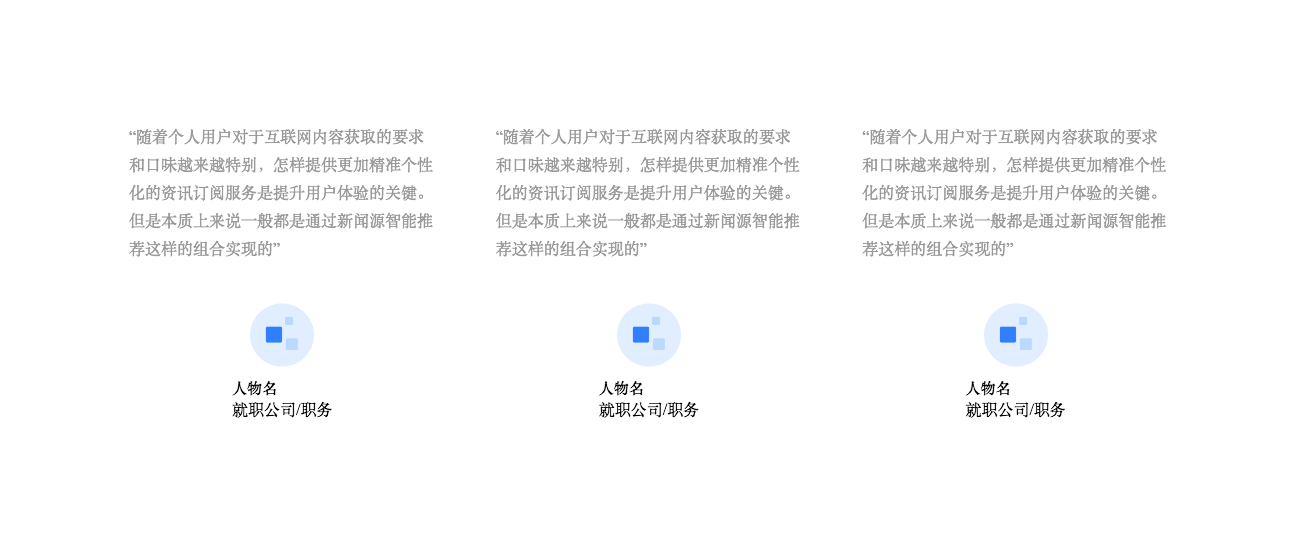 “随着个人用户对于互联网内容获取的要求
和口味越来越特别，怎样提供更加精准个性
化的资讯订阅服务是提升用户体验的关键。
但是本质上来说一般都是通过新闻源智能推
荐这样的组合实现的”
人物名
就职公司/职务
“随着个人用户对于互联网内容获取的要求
和口味越来越特别，怎样提供更加精准个性
化的资讯订阅服务是提升用户体验的关键。
但是本质上来说一般都是通过新闻源智能推
荐这样的组合实现的”
人物名
就职公司/职务
“随着个人用户对于互联网内容获取的要求
和口味越来越特别，怎样提供更加精准个性
化的资讯订阅服务是提升用户体验的关键。
但是本质上来说一般都是通过新闻源智能推
荐这样的组合实现的”
人物名
就职公司/职务